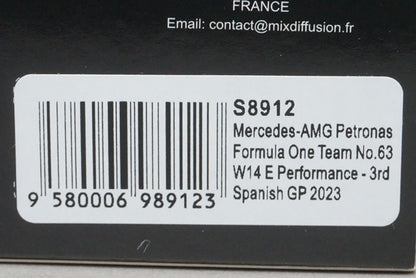 FRANCE
Email: contact@mixdiffusion.fr
S8912
Mercedes-AMG Petronas
Formula One Team No.63
W14 E Performance - 3rd
Spanish GP 2023
9 580006 989123